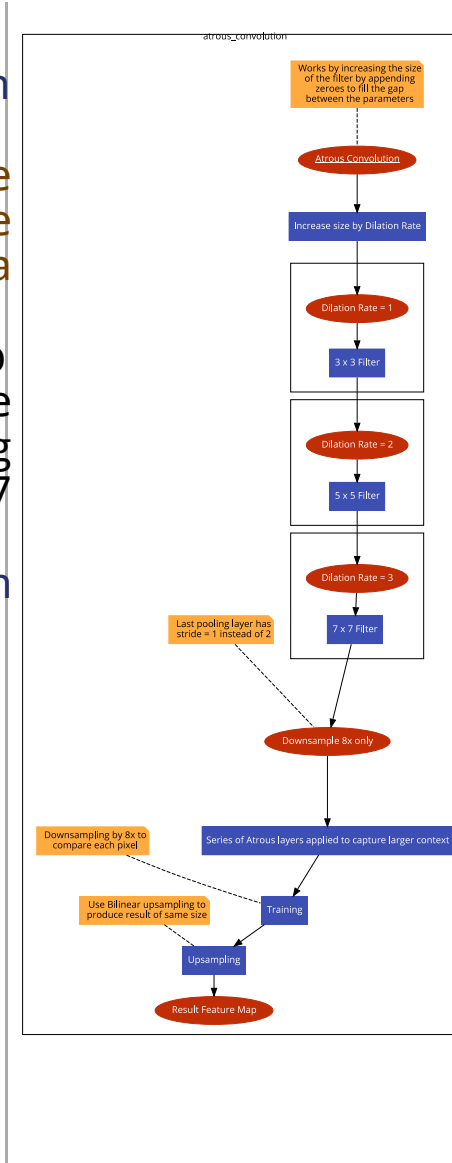 atrous_convolution
Works by increasing the size
of the filter by appending
zeroes to fill the gap
between the parameters
Atrous Convolution
Increase size by Dilation Rate
Dilation Rate = 1
3 x 3 Filter
Dilation Rate = 2
5 x 5 Filter
Dilation Rate = 3
7 x 7 Filter
Last pooling layer has
stride = 1 instead of 2
Downsample 8x only
Series of Atrous layers applied to capture larger context
Downsampling by 8x to
compare each pixel
Training
Use Bilinear upsampling to
produce result of same size
Upsampling
Result Feature Map